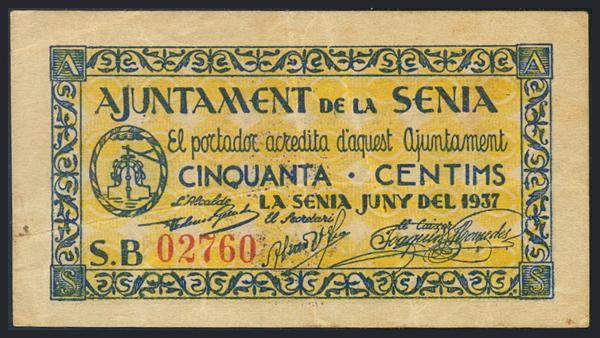 A A
AJUNTAMENT DE LA SENIA
El portador acredita d'aquest Ajuntament
CINQUANTA · CENTIMS
LA SENIA JUNY DEL 1937
L'Alcalde
El Secretari
El Caixer
Joaquim
S.B 02760
S S